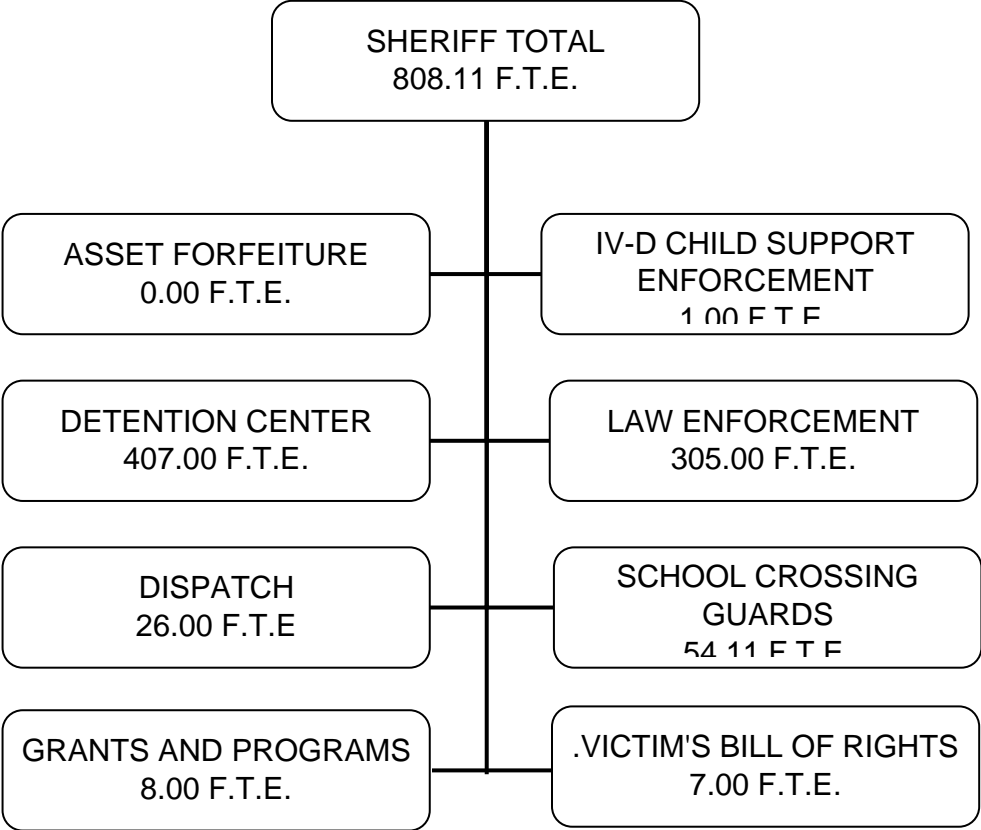 SHERIFF TOTAL
808.11 F.T.E.
ASSET FORFEITURE
0.00 F.T.E.
IV-D CHILD SUPPORT
ENFORCEMENT
1.00 F.T.E.
DETENTION CENTER
407.00 F.T.E.
LAW ENFORCEMENT
305.00 F.T.E.
DISPATCH
26.00 F.T.E
SCHOOL CROSSING
GUARDS
54.11 F.T.E.
GRANTS AND PROGRAMS
8.00 F.T.E.
.VICTIM'S BILL OF RIGHTS
7.00 F.T.E.